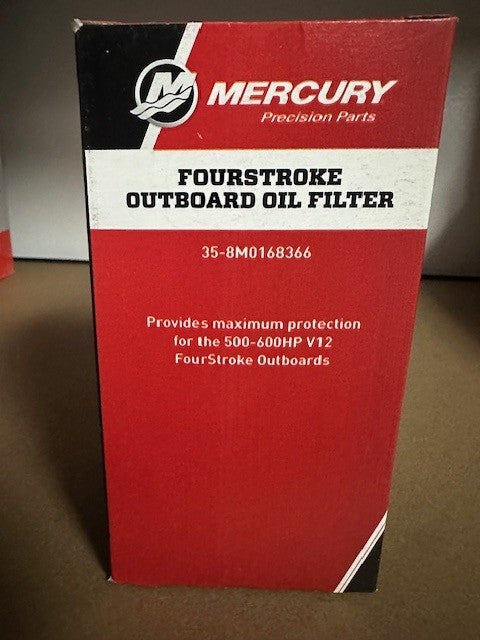 M
MERCURY
Precision Parts
FOURSTROKE
OUTBOARD OIL FILTER
35-8M0168366
Provides maximum protection
for the 500-600HP V12
FourStroke Outboards